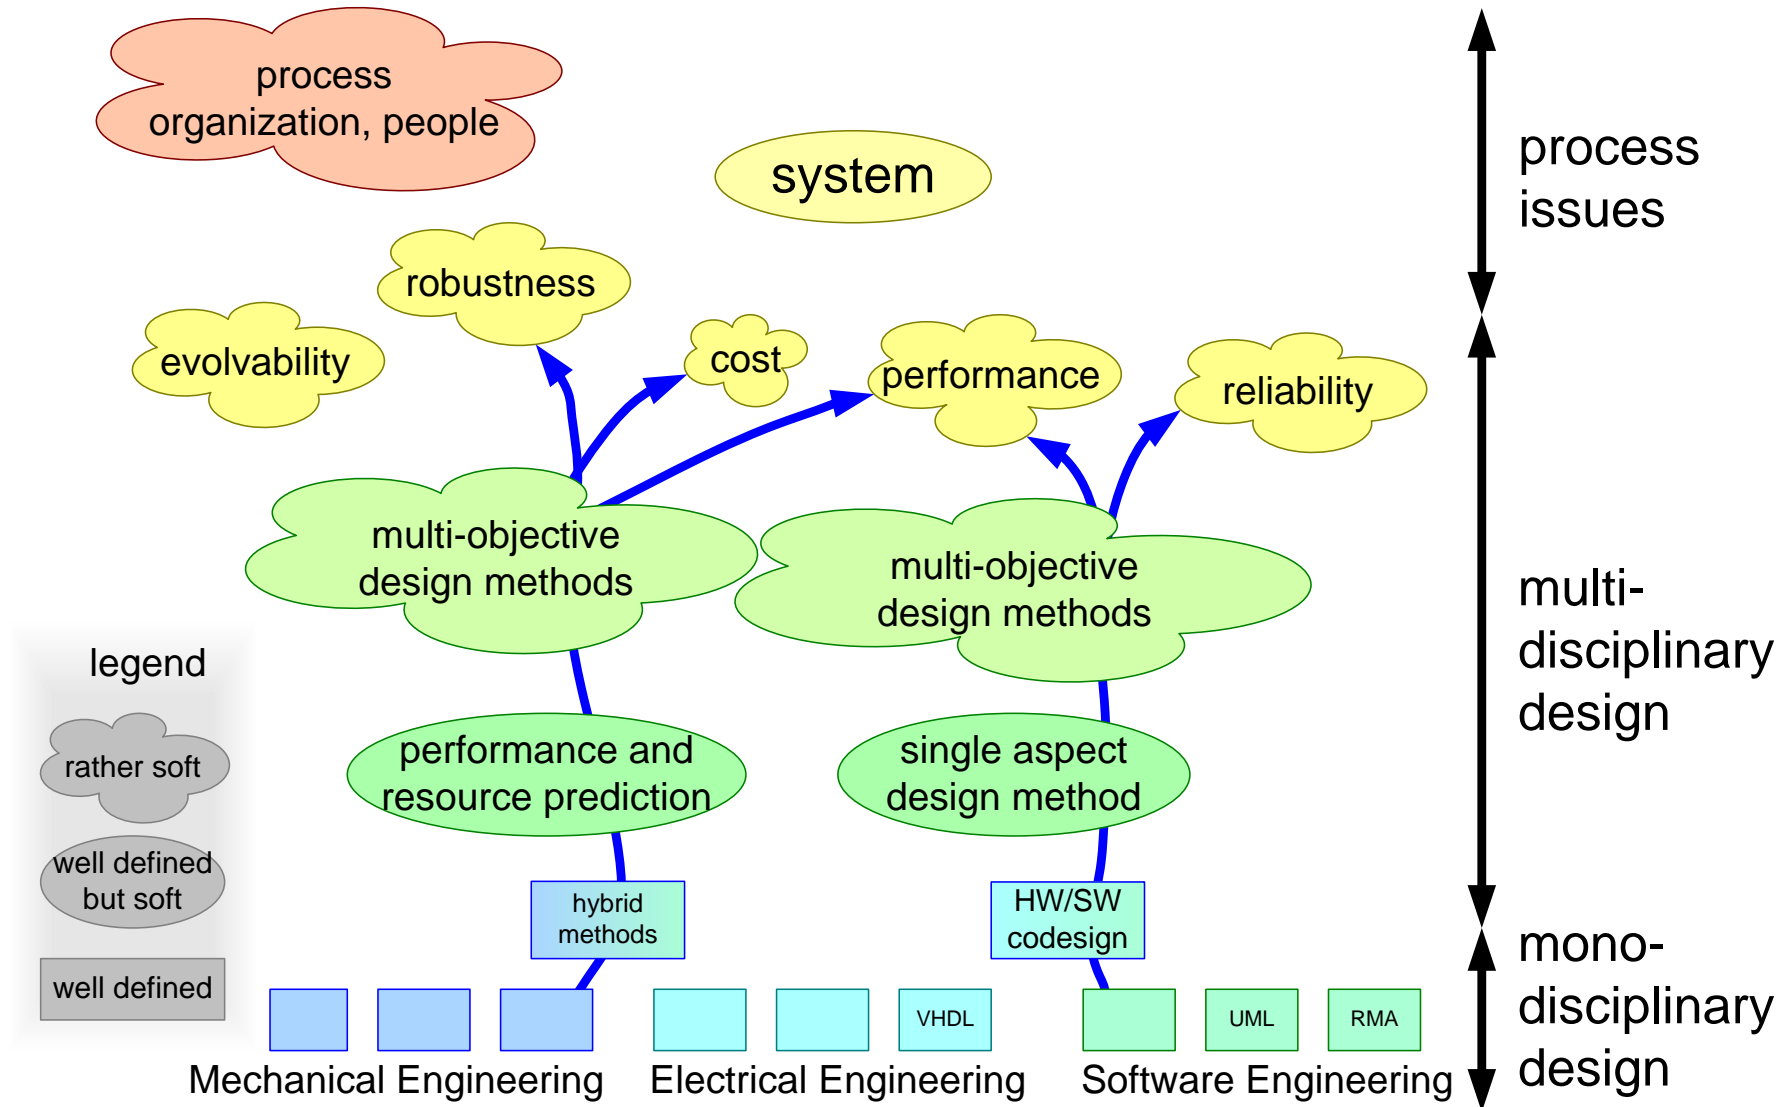 process
organization, people
system
process
issues
robustness
evolvability
cost
performance
reliability
multi-objective
design methods
multi-objective
design methods
multi-
disciplinary
design
legend
rather soft
well defined
but soft
well defined
performance and
resource prediction
single aspect
design method
hybrid
methods
HW/SW
codesign
mono-
disciplinary
design
VHDL
UML
RMA
Mechanical Engineering
Electrical Engineering
Software Engineering